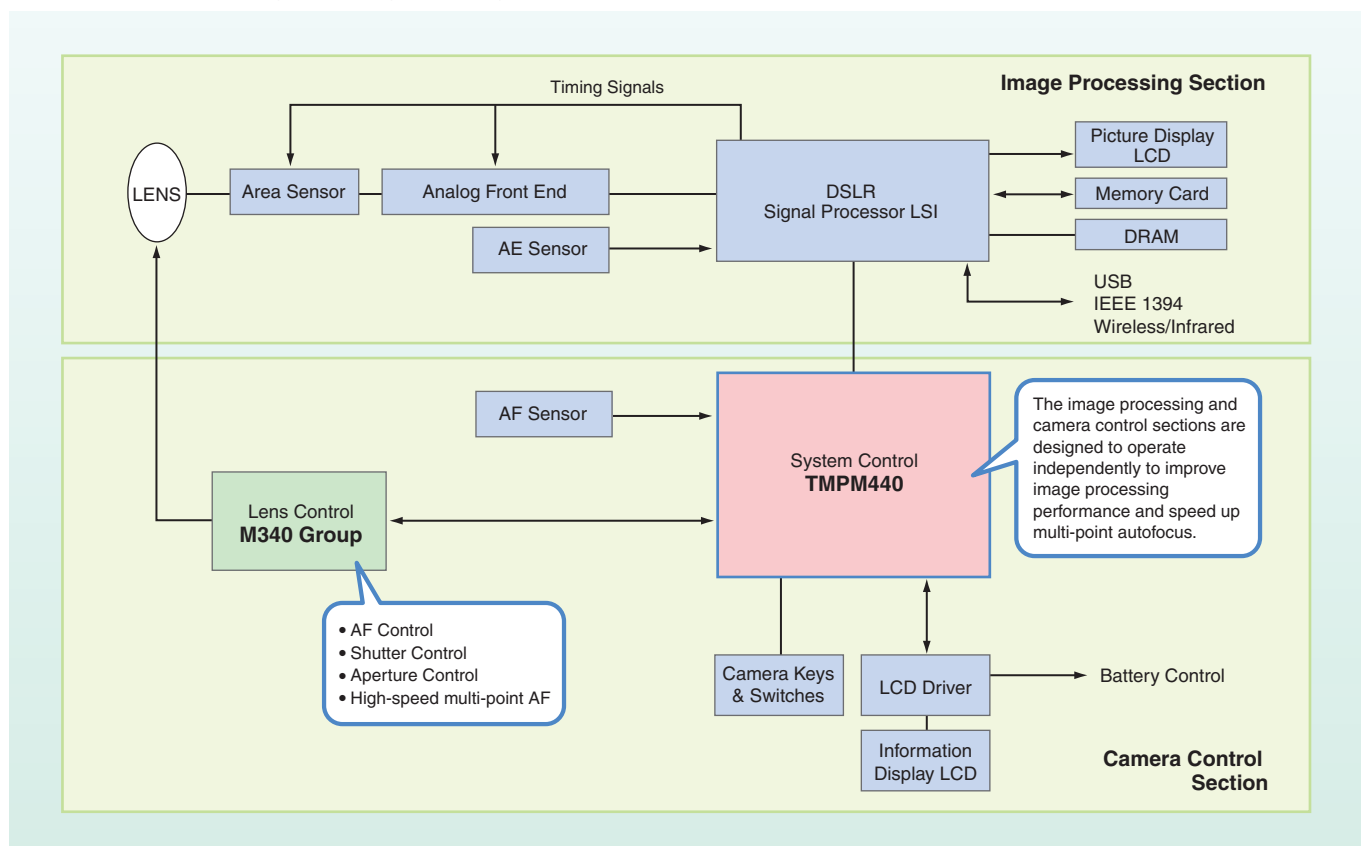 Image Processing Section
Timing Signals
LENS
Area Sensor
Analog Front End
AE Sensor
DSLR
Signal Processor LSI
Picture Display
LCD
Memory Card
DRAM
USB
IEEE 1394
Wireless/Infrared
AF Sensor
System Control
TMPM440
The image processing and
camera control sections are
designed to operate
independently to improve
image processing
performance and speed up
multi-point autofocus.
Lens Control
M340 Group
• AF Control
• Shutter Control
• Aperture Control
• High-speed multi-point AF
Camera Keys
& Switches
LCD Driver
Battery Control
Information
Display LCD
Camera Control
Section